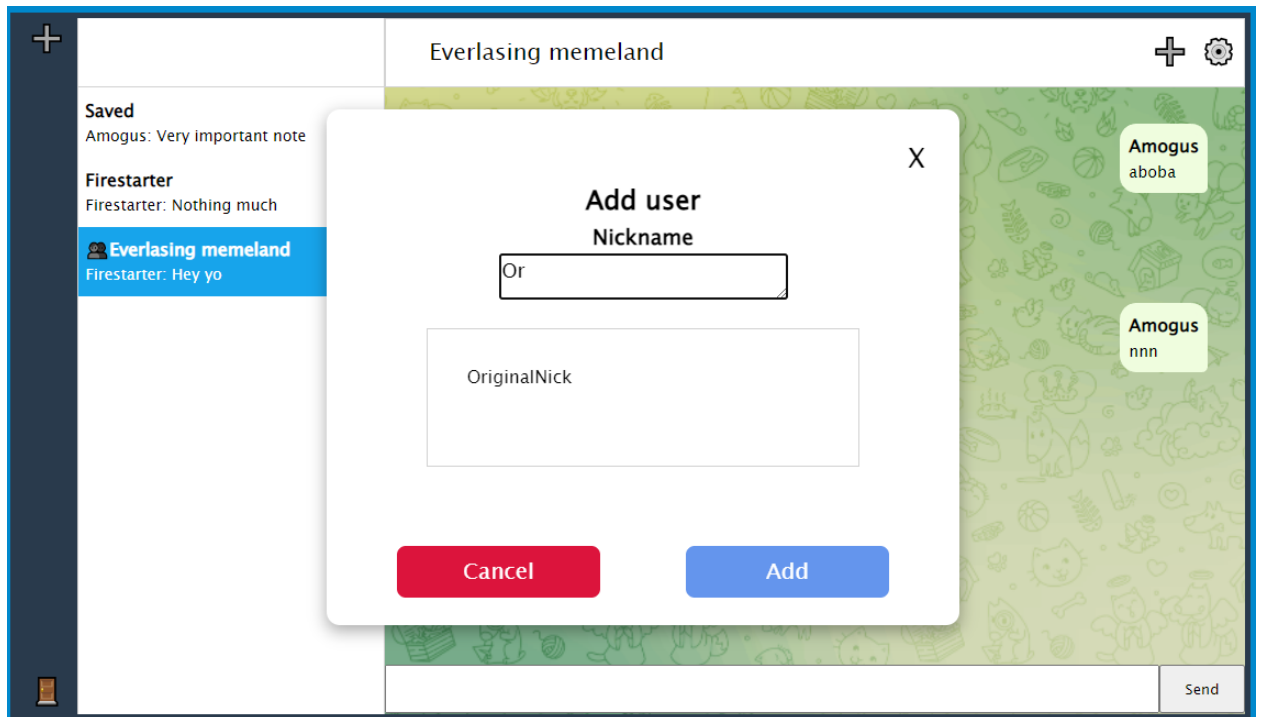 Everlasing memeland
Saved
Amogus: Very important note
Firestarter
Firestarter: Nothing much
Everlasing memeland
Firestarter: Hey yo
X
Add user
Nickname
Or
OriginalNick
Cancel
Add
Amogus
aboba
Amogus
nnn
Send